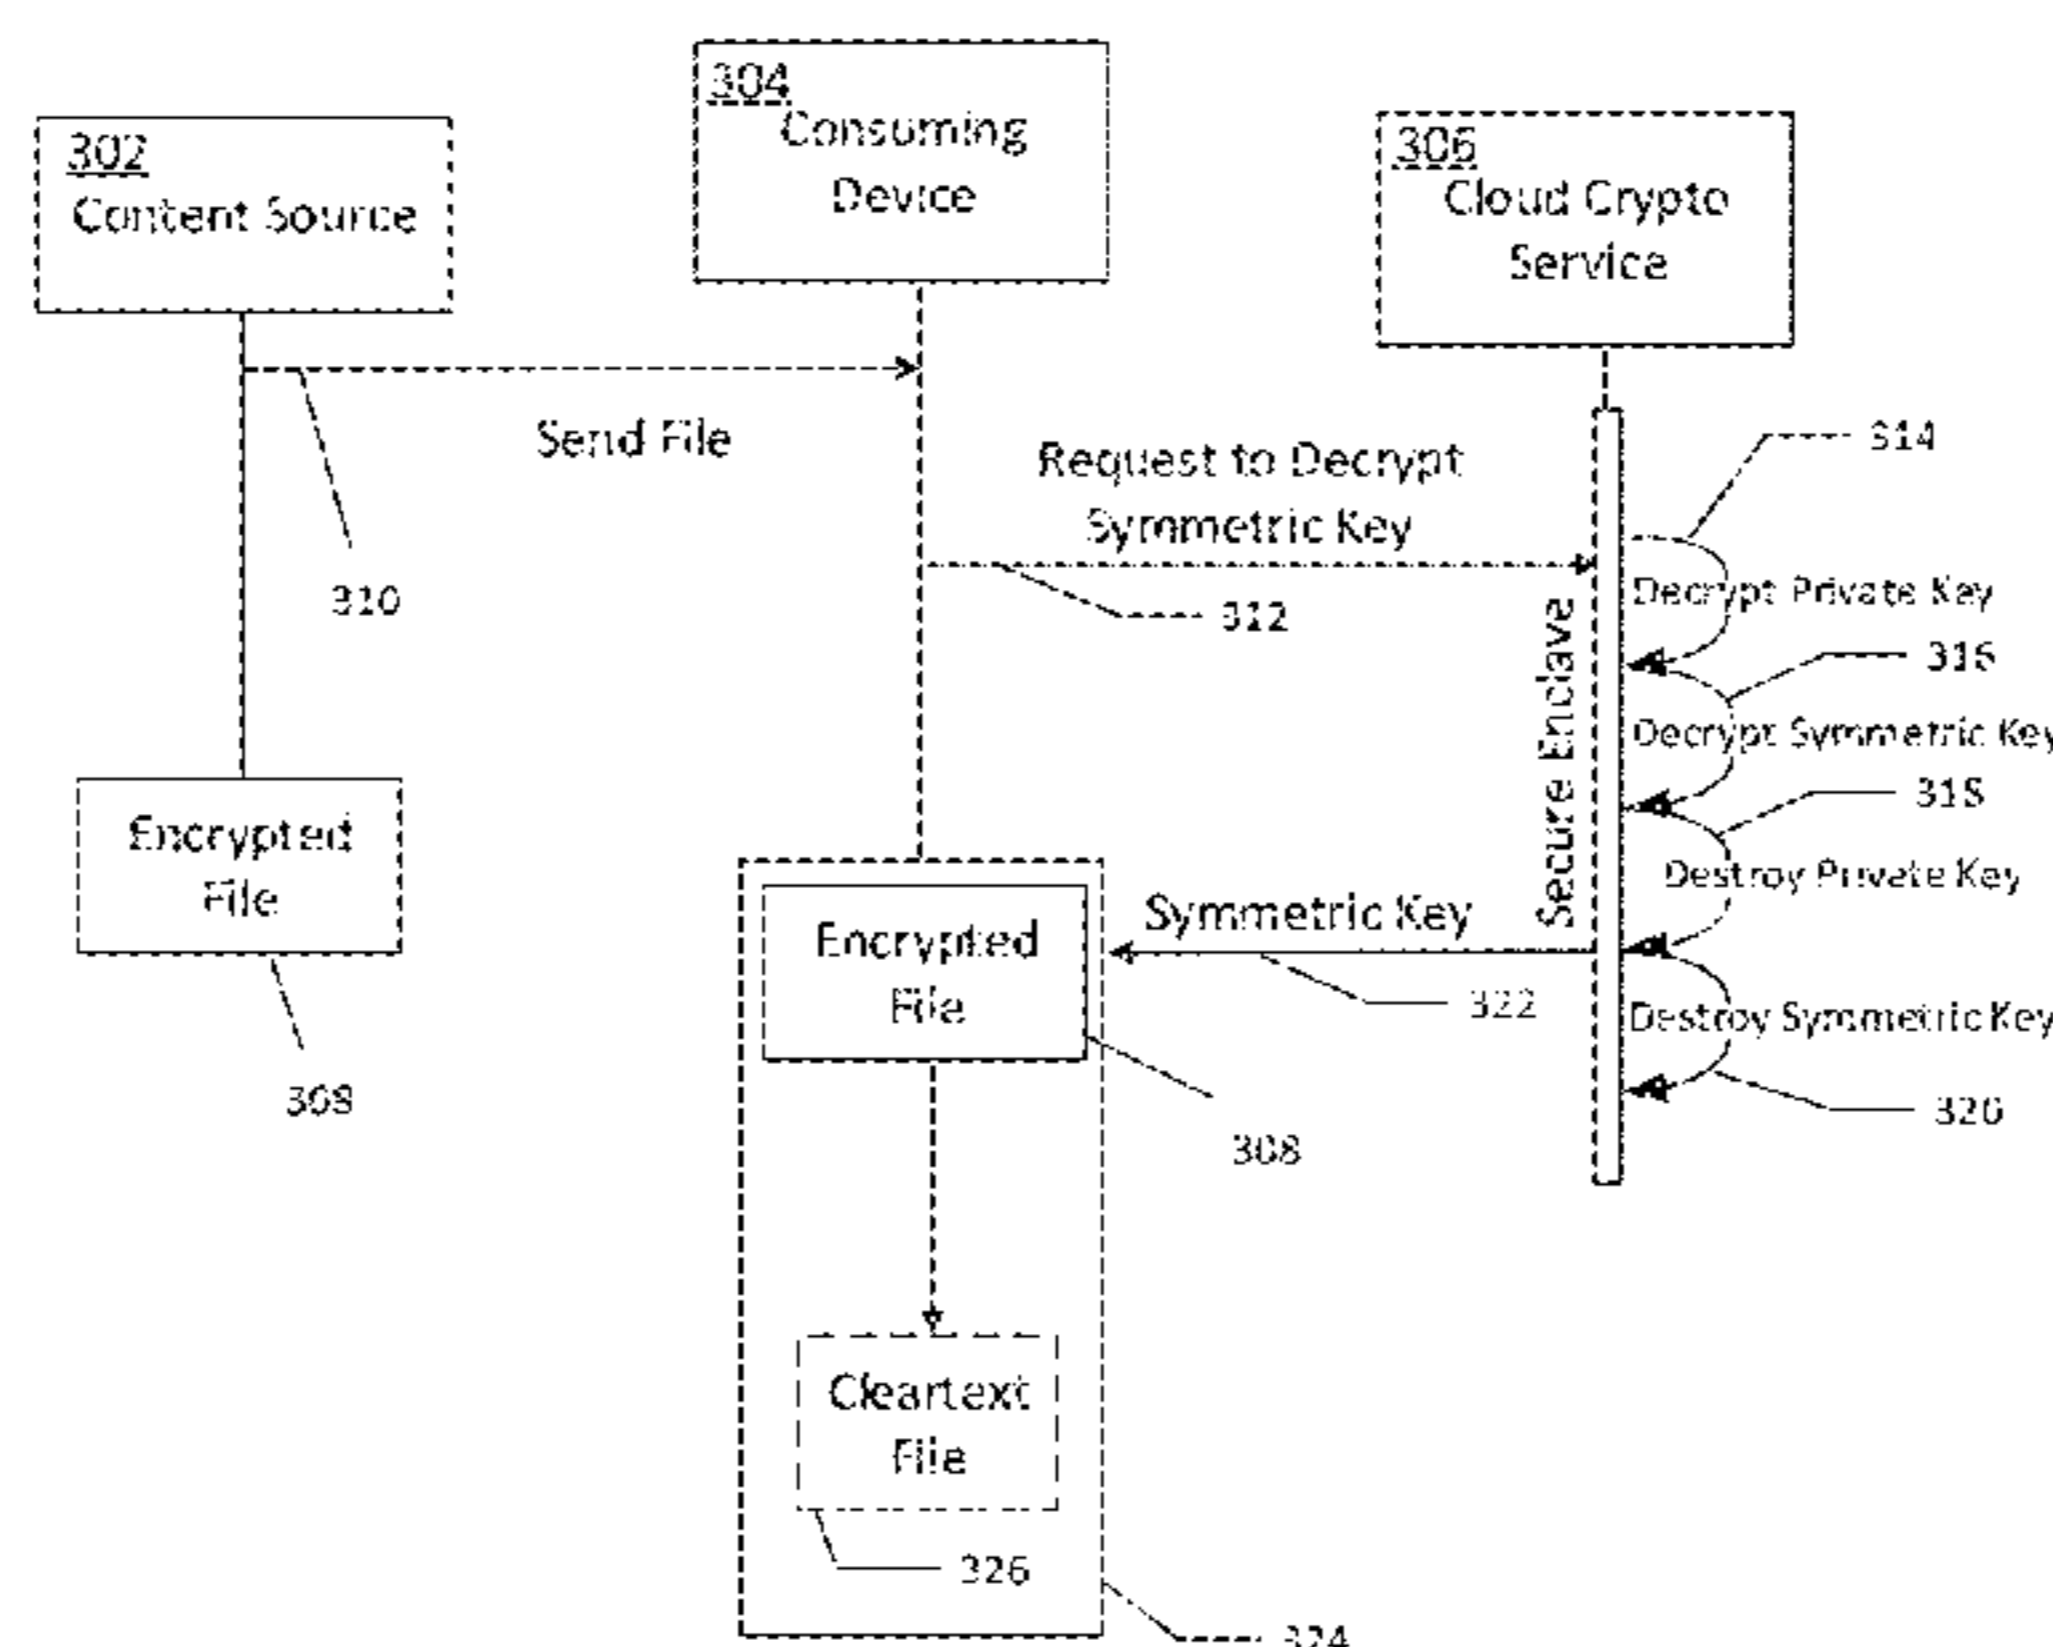 302
Content Source
304
Consuming
Device
306
Cloud Crypto
Service
Send File
310
Request to Decrypt
Symmetric Key
312
314
Decrypt Private Key
316
Decrypt Symmetric Key
318
Destroy Private Key
Secure Enclave
Encrypted
File
308
Symmetric Key
322
Destroy Symmetric Key
320
Encrypted
File
308
Cleartext
File
326
324